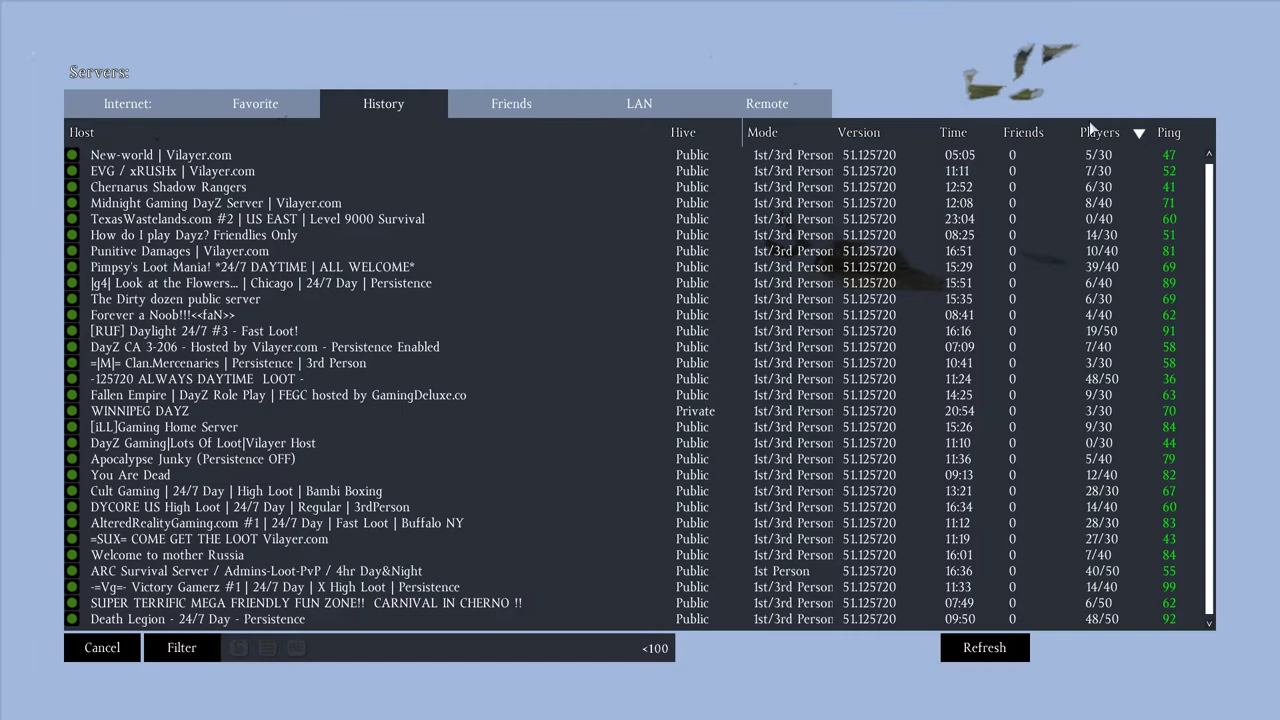 Servers:
Internet: Favorite History Friends LAN Remote
Host Hive Mode Version Time Friends Players Ping
New-world | Vilayer.com Public 1st/3rd Person 51.125720 05:05 0 5/30 47
EVG / xRUSHx | Vilayer.com Public 1st/3rd Person 51.125720 11:11 0 7/30 52
Chernarus Shadow Rangers Public 1st/3rd Person 51.125720 12:52 0 6/30 41
Midnight Gaming DayZ Server | Vilayer.com Public 1st/3rd Person 51.125720 12:08 0 8/40 71
TexasWastelands.com #2 | US EAST | Level 9000 Survival Public 1st/3rd Person 51.125720 23:04 0 0/40 60
How do I play Dayz? Friendlies Only Public 1st/3rd Person 51.125720 08:25 0 14/30 51
Punitive Damages | Vilayer.com Public 1st/3rd Person 51.125720 16:51 0 10/40 81
Pimpsy's Loot Mania! *24/7 DAYTIME | ALL WELCOME* Public 1st/3rd Person 51.125720 15:29 0 39/40 69
|g4| Look at the Flowers... | Chicago | 24/7 Day | Persistence Public 1st/3rd Person 51.125720 15:51 0 6/40 89
The Dirty dozen public server Public 1st/3rd Person 51.125720 15:35 0 6/30 69
Forever a Noob!!!<<faN>> Public 1st/3rd Person 51.125720 08:41 0 4/40 62
[RUF] Daylight 24/7 #3 - Fast Loot! Public 1st/3rd Person 51.125720 16:16 0 19/50 91
DayZ CA 3-206 - Hosted by Vilayer.com - Persistence Enabled Public 1st/3rd Person 51.125720 07:09 0 7/40 58
=|M|= Clan.Mercenaries | Persistence | 3rd Person Public 1st/3rd Person 51.125720 10:41 0 3/30 58
-125720 ALWAYS DAYTIME LOOT - Public 1st/3rd Person 51.125720 11:24 0 48/50 36
Fallen Empire | DayZ Role Play | FEGC hosted by GamingDeluxe.co Public 1st/3rd Person 51.125720 14:25 0 9/30 63
WINNIPEG DAYZ Private 1st/3rd Person 51.125720 20:54 0 3/30 70
[iLL]Gaming Home Server Public 1st/3rd Person 51.125720 15:26 0 9/30 84
DayZ Gaming|Lots Of Loot|Vilayer Host Public 1st/3rd Person 51.125720 11:10 0 0/30 44
Apocalypse Junky (Persistence OFF) Public 1st/3rd Person 51.125720 11:36 0 5/40 79
You Are Dead Public 1st/3rd Person 51.125720 09:13 0 12/40 82
Cult Gaming | 24/7 Day | High Loot | Bambi Boxing Public 1st/3rd Person 51.125720 13:21 0 28/30 67
DYCORE US High Loot | 24/7 Day | Regular | 3rdPerson Public 1st/3rd Person 51.125720 16:34 0 14/40 60
AlteredRealityGaming.com #1 | 24/7 Day | Fast Loot | Buffalo NY Public 1st/3rd Person 51.125720 11:12 0 28/30 83
=SUX= COME GET THE LOOT Vilayer.com Public 1st/3rd Person 51.125720 11:19 0 27/30 43
Welcome to mother Russia Public 1st/3rd Person 51.125720 16:01 0 7/40 84
ARC Survival Server / Admins-Loot-PvP / 4hr Day&Night Public 1st Person 51.125720 16:36 0 40/50 55
-=Vg=- Victory Gamerz #1 | 24/7 Day | X High Loot | Persistence Public 1st/3rd Person 51.125720 11:33 0 14/40 99
SUPER TERRIFIC MEGA FRIENDLY FUN ZONE!! CARNIVAL IN CHERNO !! Public 1st/3rd Person 51.125720 07:49 0 6/50 62
Death Legion - 24/7 Day - Persistence Public 1st/3rd Person 51.125720 09:50 0 48/50 92
Cancel Filter <100 Refresh